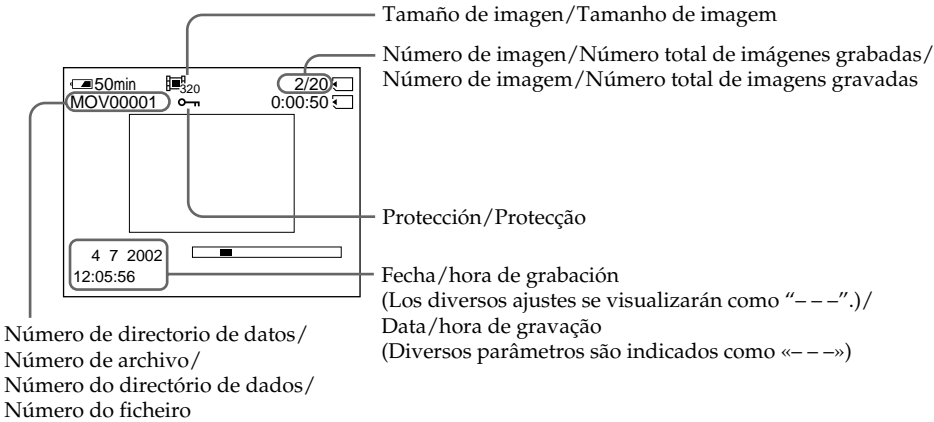 Tamaño de imagen/Tamanho de imagem
Número de imagen/Número total de imágenes grabadas/
Número de imagem/Número total de imagens gravadas
50min 320 2/20
MOV00001 0:00:50
Protección/Protecção
4 7 2002
12:05:56
Fecha/hora de grabación
(Los diversos ajustes se visualizarán como “– – –”.)/
Data/hora de gravação
(Diversos parâmetros são indicados como «– – –»)
Número de directorio de datos/
Número de archivo/
Número do directório de dados/
Número do ficheiro